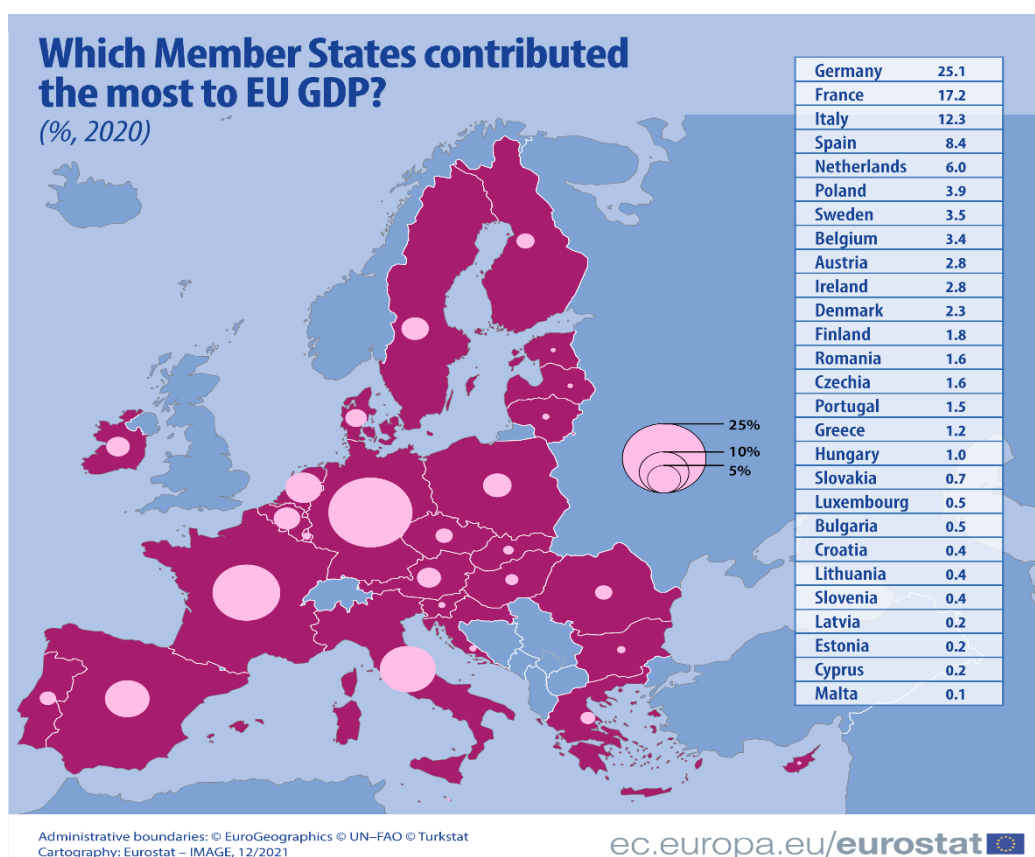 Which Member States contributed
the most to EU GDP?
(%, 2020)
Germany 25.1
France 17.2
Italy 12.3
Spain 8.4
Netherlands 6.0
Poland 3.9
Sweden 3.5
Belgium 3.4
Austria 2.8
Ireland 2.8
Denmark 2.3
Finland 1.8
Romania 1.6
Czechia 1.6
Portugal 1.5
Greece 1.2
Hungary 1.0
Slovakia 0.7
Luxembourg 0.5
Bulgaria 0.5
Croatia 0.4
Lithuania 0.4
Slovenia 0.4
Latvia 0.2
Estonia 0.2
Cyprus 0.2
Malta 0.1
25%
10%
5%
Administrative boundaries: © EuroGeographics © UN–FAO © Turkstat
Cartography: Eurostat – IMAGE, 12/2021
ec.europa.eu/eurostat